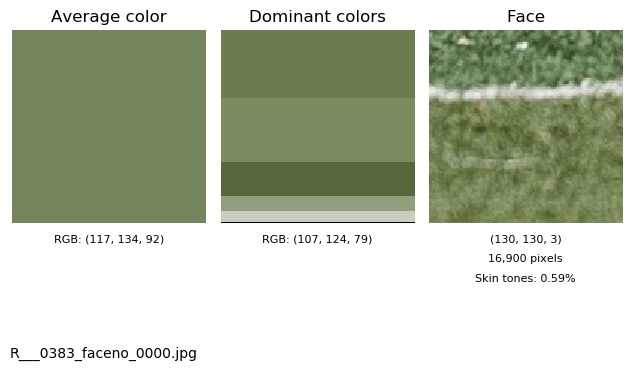 Average color
Dominant colors
Face
RGB: (117, 134, 92)
RGB: (107, 124, 79)
(130, 130, 3)
16,900 pixels
Skin tones: 0.59%
R___0383_faceno_0000.jpg